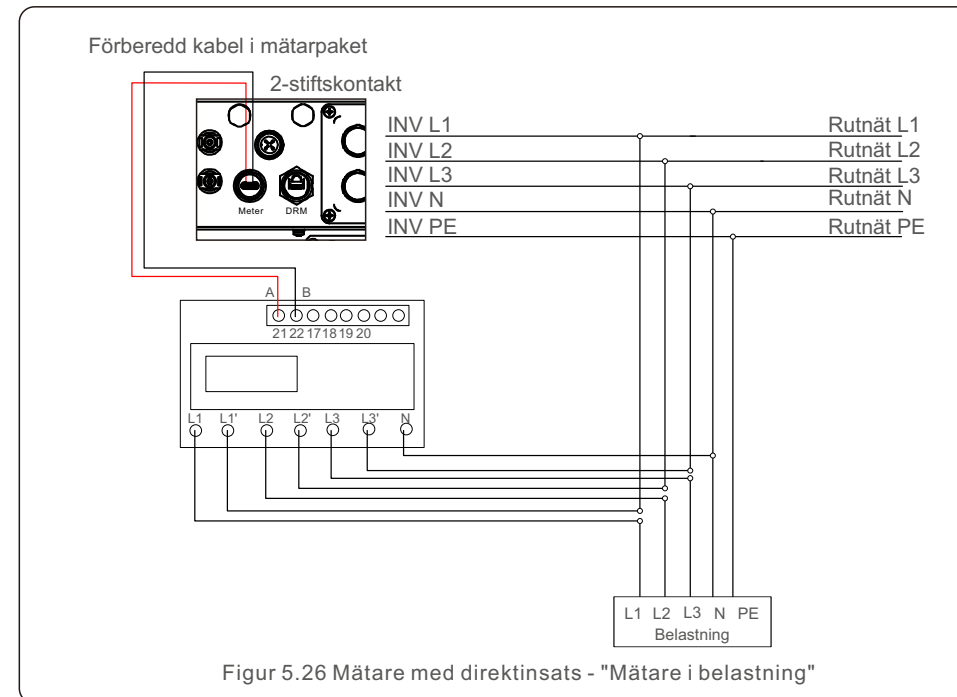 Förberedd kabel i mätarpaket
2-stiftskontakt
INV L1 Rutnät L1
INV L2 Rutnät L2
INV L3 Rutnät L3
INV N Rutnät N
INV PE Rutnät PE
Meter DRM
A B
21 22 17 18 19 20
L1 L1' L2 L2' L3 L3' N
L1 L2 L3 N PE
Belastning
Figur 5.26 Mätare med direktinsats - "Mätare i belastning"